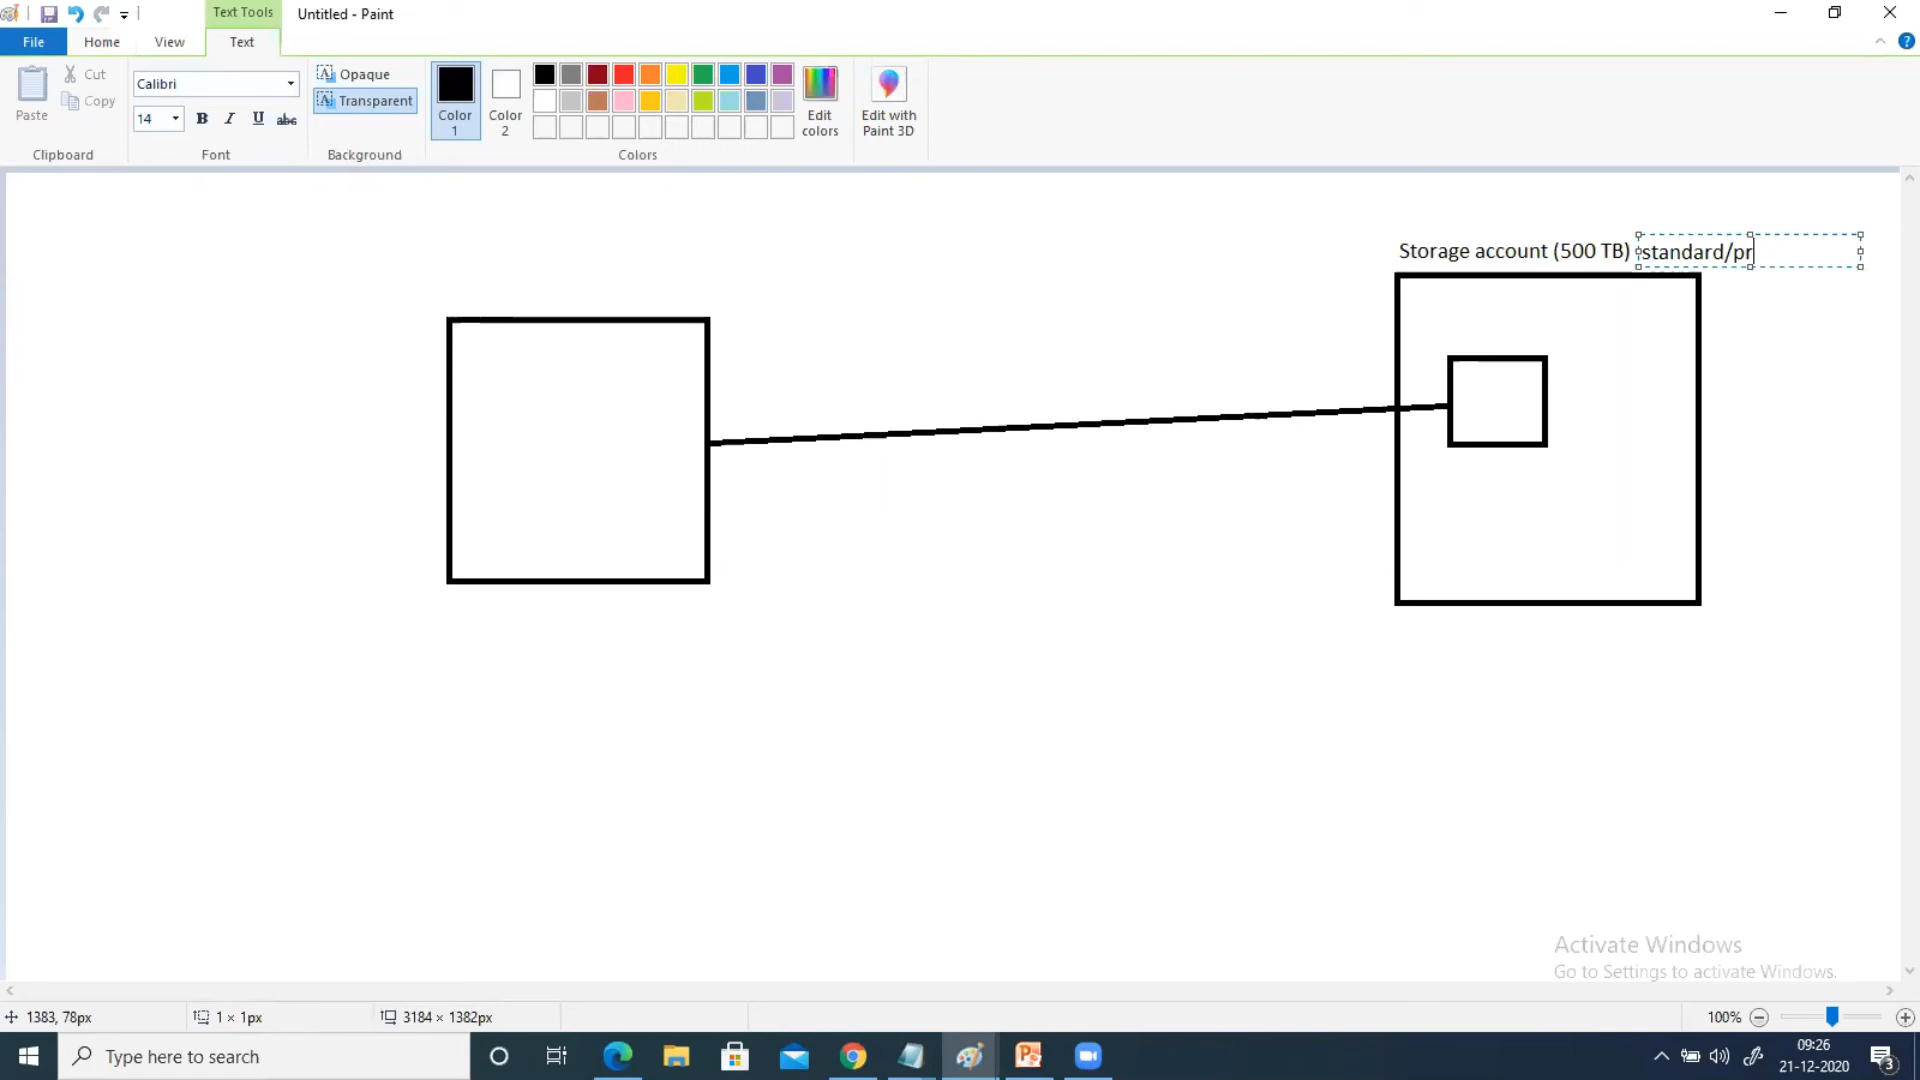 Text Tools
Untitled - Paint
File
Home
View
Text
Paste
Cut
Copy
Clipboard
Calibri
14
B I U abc
Font
Opaque
Transparent
Background
Color 1
Color 2
Edit colors
Colors
Edit with Paint 3D
Storage account (500 TB) standard/pr
Activate Windows
Go to Settings to activate Windows.
1383, 78px
1 × 1px
3184 × 1382px
100%
Type here to search
09:26
21-12-2020
3